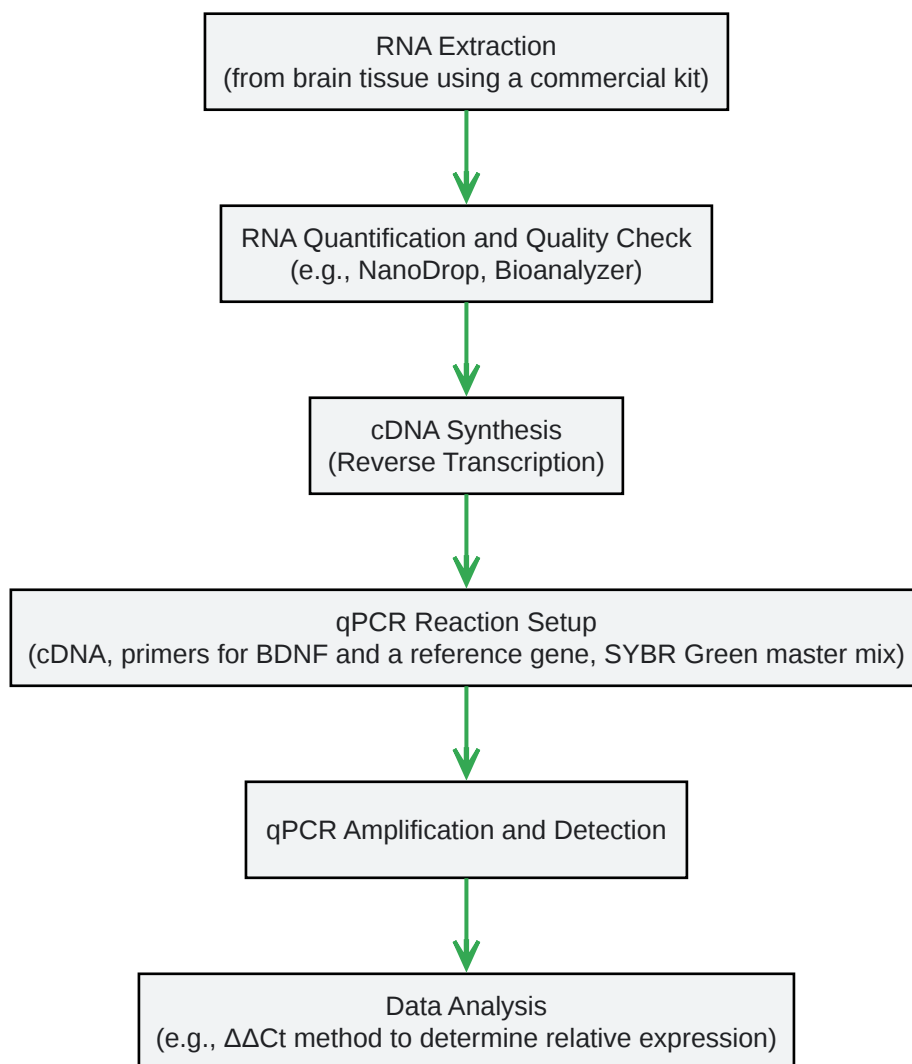 RNA Extraction
(from brain tissue using a commercial kit)
RNA Quantification and Quality Check
(e.g., NanoDrop, Bioanalyzer)
cDNA Synthesis
(Reverse Transcription)
qPCR Reaction Setup
(cDNA, primers for BDNF and a reference gene, SYBR Green master mix)
qPCR Amplification and Detection
Data Analysis
(e.g., ΔΔCt method to determine relative expression)